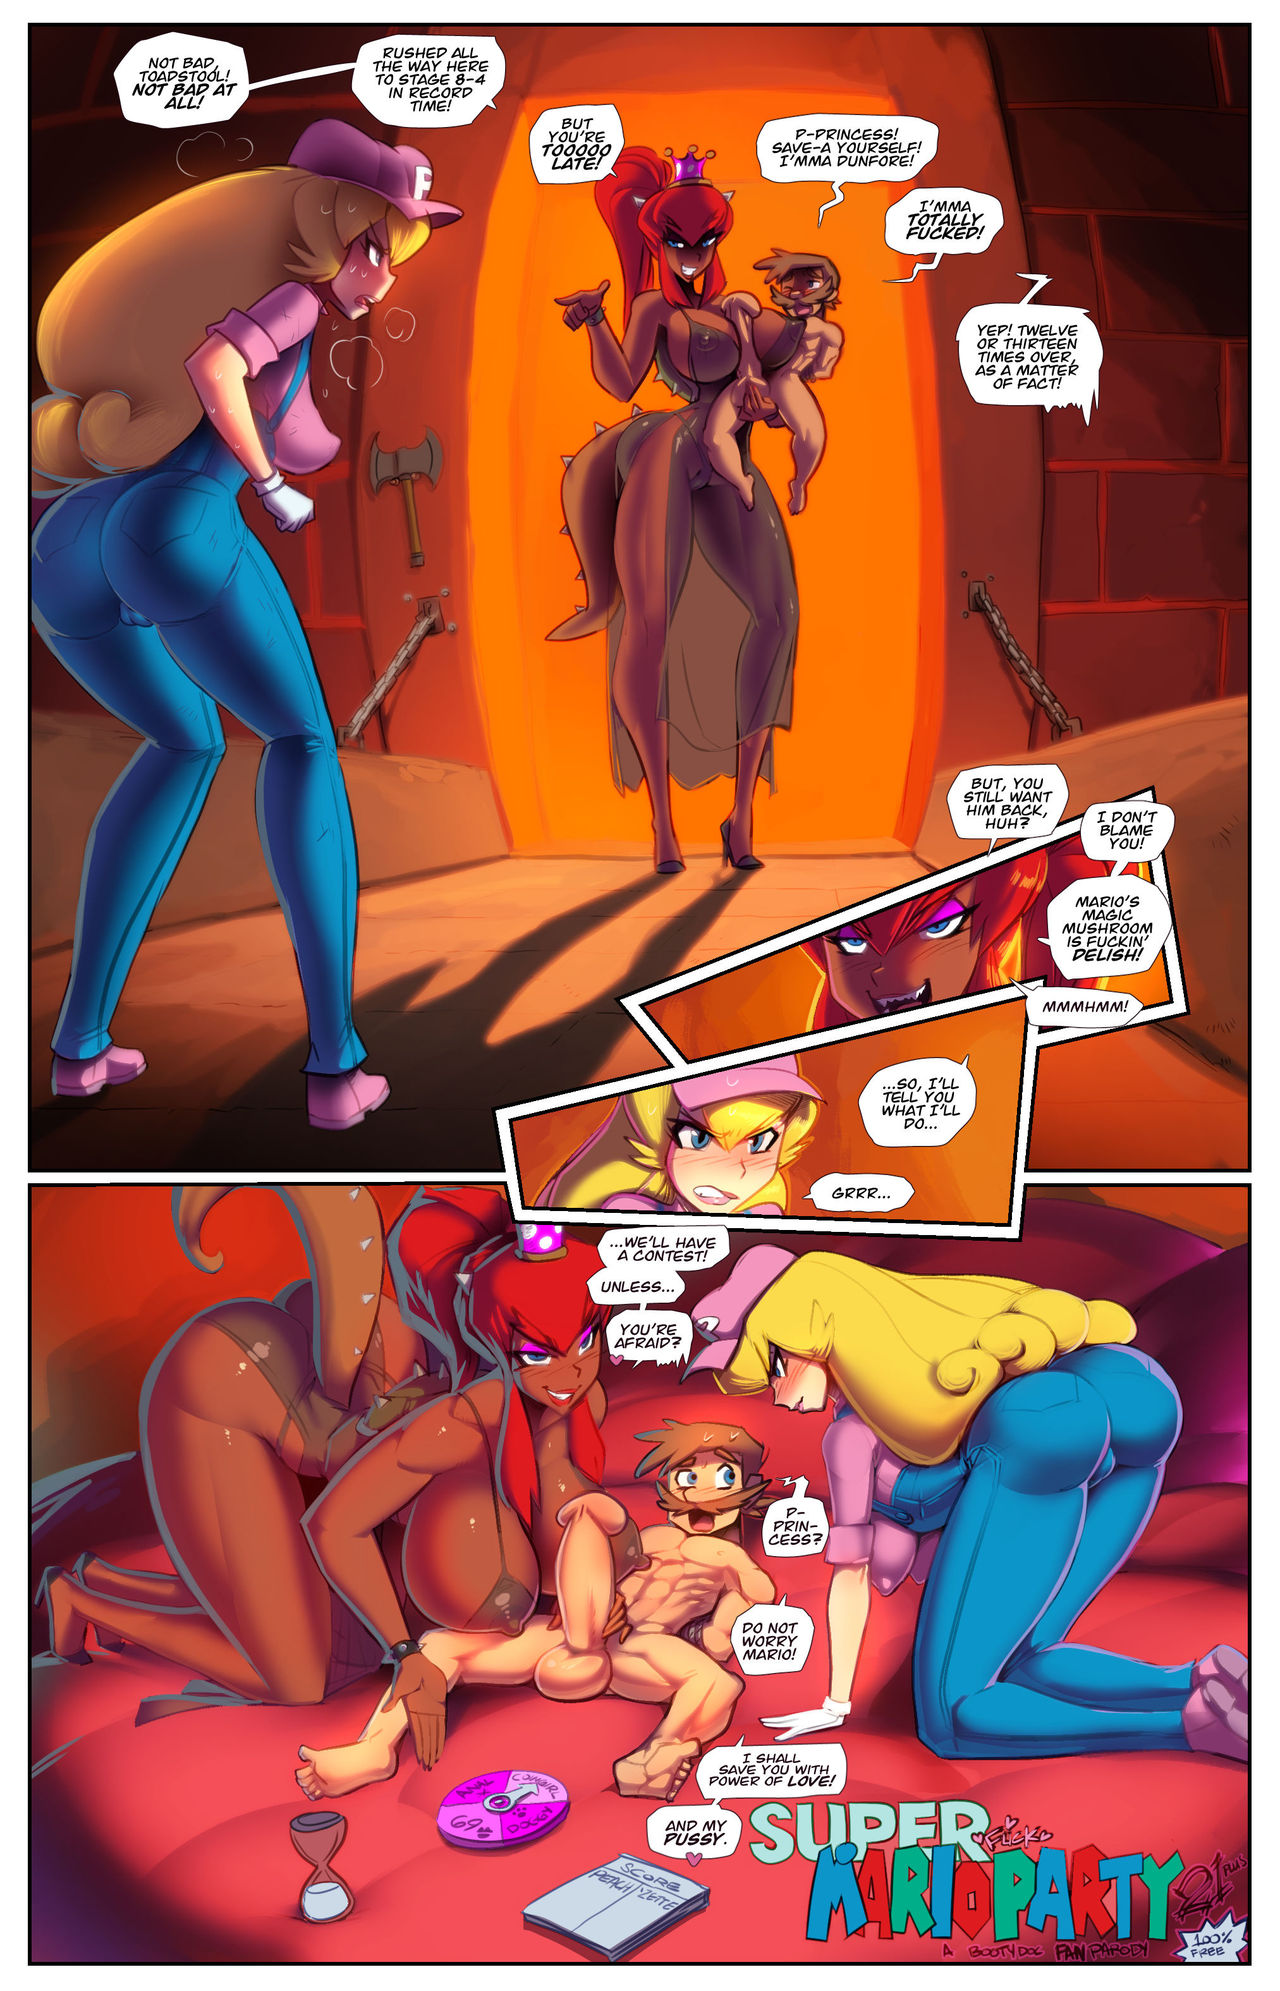 NOT BAD,
TOADSTOOL!
NOT BAD AT
ALL!
RUSHED ALL
THE WAY HERE
TO STAGE 8-4
IN RECORD
TIME!
BUT
YOU'RE
TOOOOO
LATE!
P-PRINCESS!
SAVE-A YOURSELF!
I'MMA DUNFORE!
I'MMA
TOTALLY
FUCKED!
YEP! TWELVE
OR THIRTEEN
TIMES OVER,
AS A MATTER
OF FACT!
P
BUT, YOU
STILL WANT
HIM BACK,
HUH?
I DON'T
BLAME
YOU!
MARIO'S
MAGIC
MUSHROOM
IS FUCKIN'
DELISH!
MMMHMM!
...SO, I'LL
TELL YOU
WHAT I'LL
DO...
GRRR...
...WE'LL HAVE
A CONTEST!
UNLESS...
YOU'RE
AFRAID?
P-
PRIN-
CESS?
DO NOT
WORRY
MARIO!
I SHALL
SAVE YOU WITH
POWER OF LOVE!
AND MY
PUSSY.
ANAL
COWGIRL
69
DOGGY
SCORE
PEACH / 'ZETTE
SUPER
FUCK
MARIO PARTY
21
PLUS
A BOOTYDOC FAN PARODY
100%
FREE